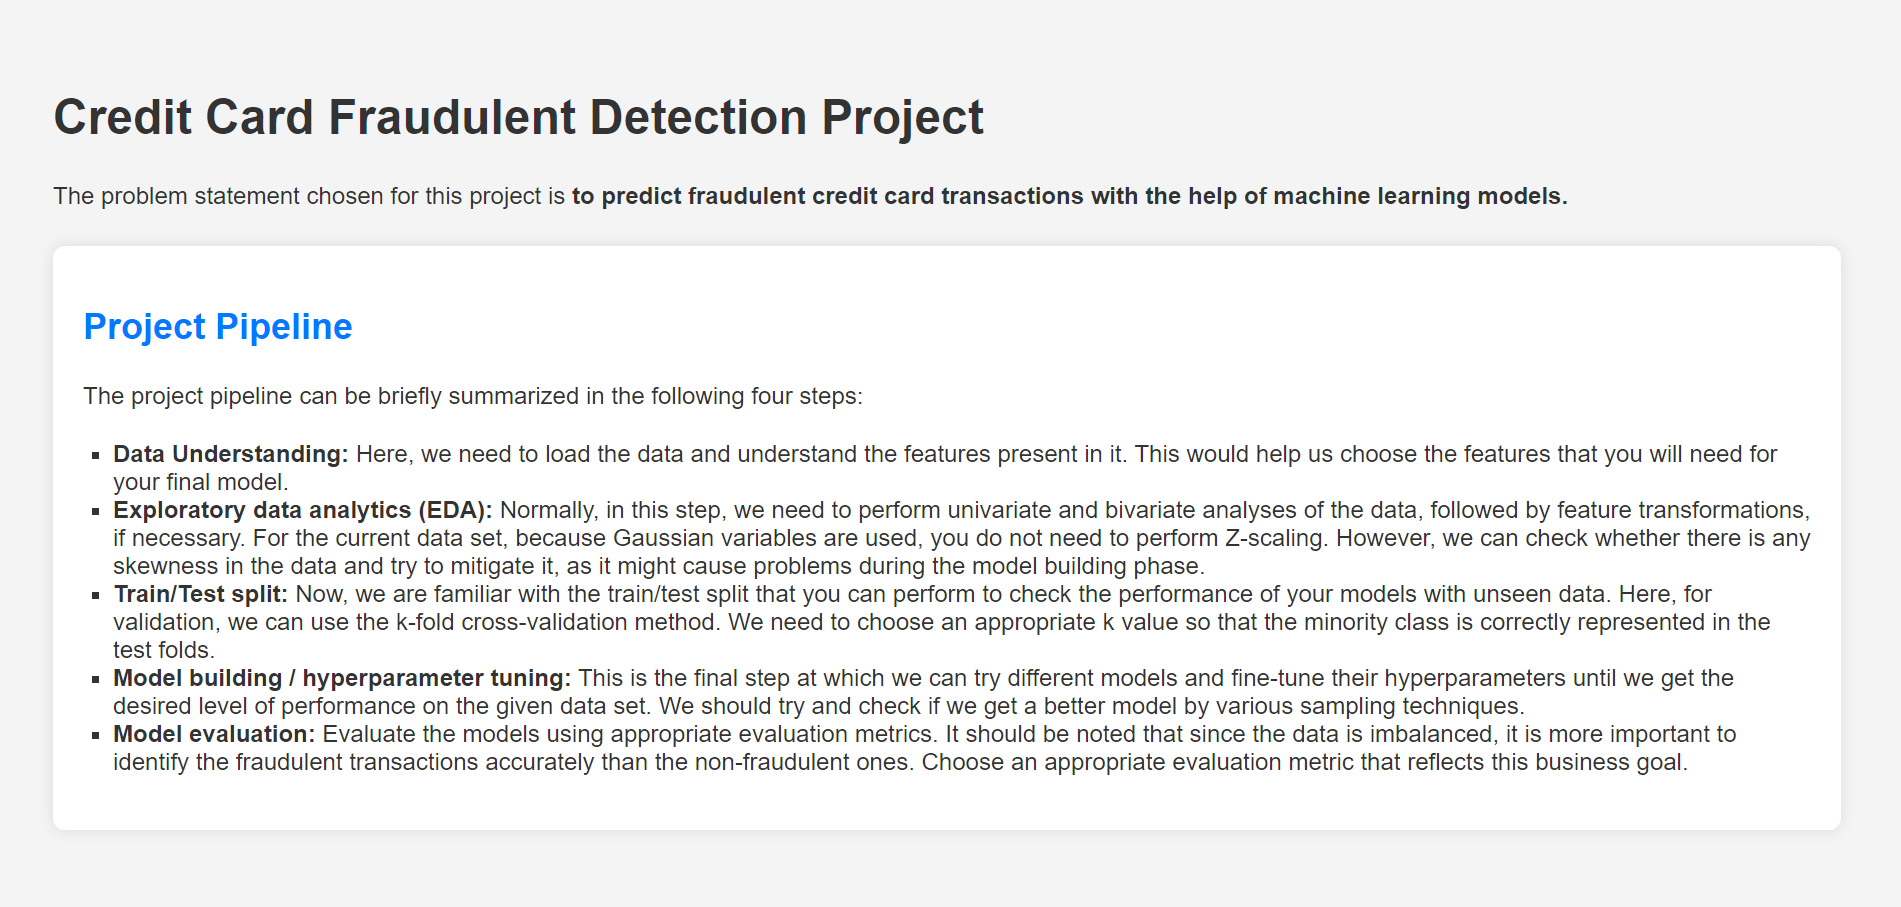 Credit Card Fraudulent Detection Project
The problem statement chosen for this project is to predict fraudulent credit card transactions with the help of machine learning models.
Project Pipeline
The project pipeline can be briefly summarized in the following four steps:
▪ Data Understanding: Here, we need to load the data and understand the features present in it. This would help us choose the features that you will need for
your final model.
▪ Exploratory data analytics (EDA): Normally, in this step, we need to perform univariate and bivariate analyses of the data, followed by feature transformations,
if necessary. For the current data set, because Gaussian variables are used, you do not need to perform Z-scaling. However, we can check whether there is any
skewness in the data and try to mitigate it, as it might cause problems during the model building phase.
▪ Train/Test split: Now, we are familiar with the train/test split that you can perform to check the performance of your models with unseen data. Here, for
validation, we can use the k-fold cross-validation method. We need to choose an appropriate k value so that the minority class is correctly represented in the
test folds.
▪ Model building / hyperparameter tuning: This is the final step at which we can try different models and fine-tune their hyperparameters until we get the
desired level of performance on the given data set. We should try and check if we get a better model by various sampling techniques.
▪ Model evaluation: Evaluate the models using appropriate evaluation metrics. It should be noted that since the data is imbalanced, it is more important to
identify the fraudulent transactions accurately than the non-fraudulent ones. Choose an appropriate evaluation metric that reflects this business goal.